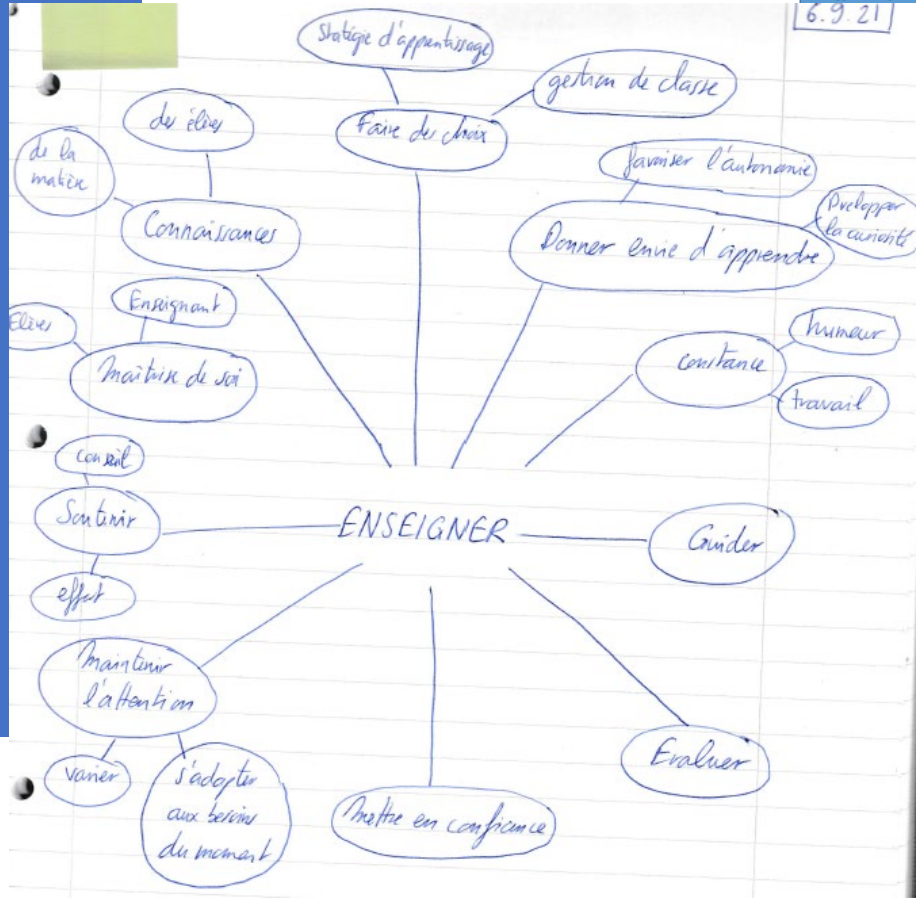 6.9.21
Statégie d'apprentissage
gestion de classe
Faire des choix
des élèves
de la
matière
Connaissances
favoriser l'autonomie
Développer
la curiosité
Donner envie d'apprendre
Enseignant
Elèves
Maîtrise de soi
humeur
constance
travail
conseil
Soutenir
effort
ENSEIGNER
Guider
Maintenir
l'attention
varier
s'adapter
aux besoins
du moment
Mettre en confiance
Evaluer